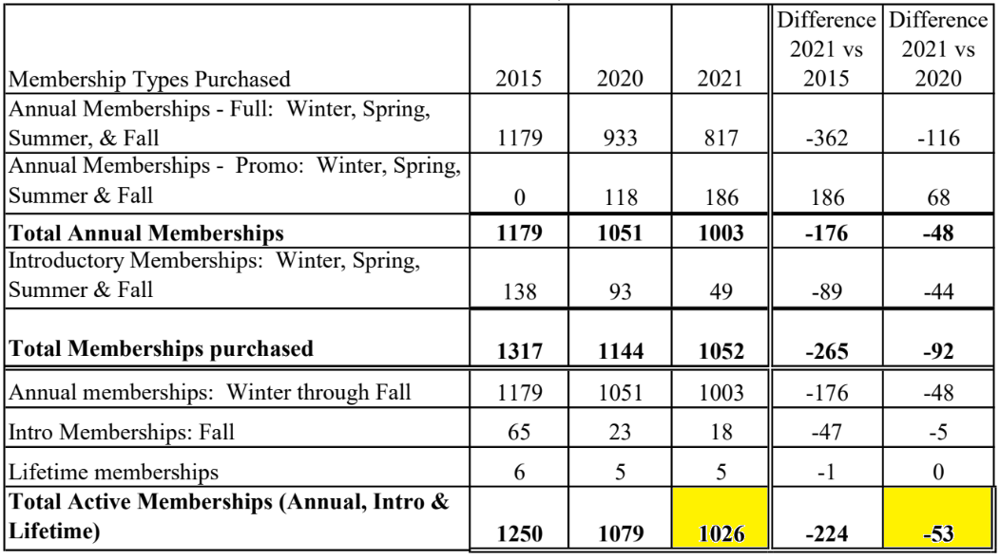 Membership Types Purchased 2015 2020 2021 Difference 2021 vs 2015 Difference 2021 vs 2020
Annual Memberships - Full: Winter, Spring,
Summer, & Fall 1179 933 817 -362 -116
Annual Memberships - Promo: Winter, Spring,
Summer & Fall 0 118 186 186 68
Total Annual Memberships 1179 1051 1003 -176 -48
Introductory Memberships: Winter, Spring,
Summer & Fall 138 93 49 -89 -44
Total Memberships purchased 1317 1144 1052 -265 -92
Annual memberships: Winter through Fall 1179 1051 1003 -176 -48
Intro Memberships: Fall 65 23 18 -47 -5
Lifetime memberships 6 5 5 -1 0
Total Active Memberships (Annual, Intro &
Lifetime) 1250 1079 1026 -224 -53